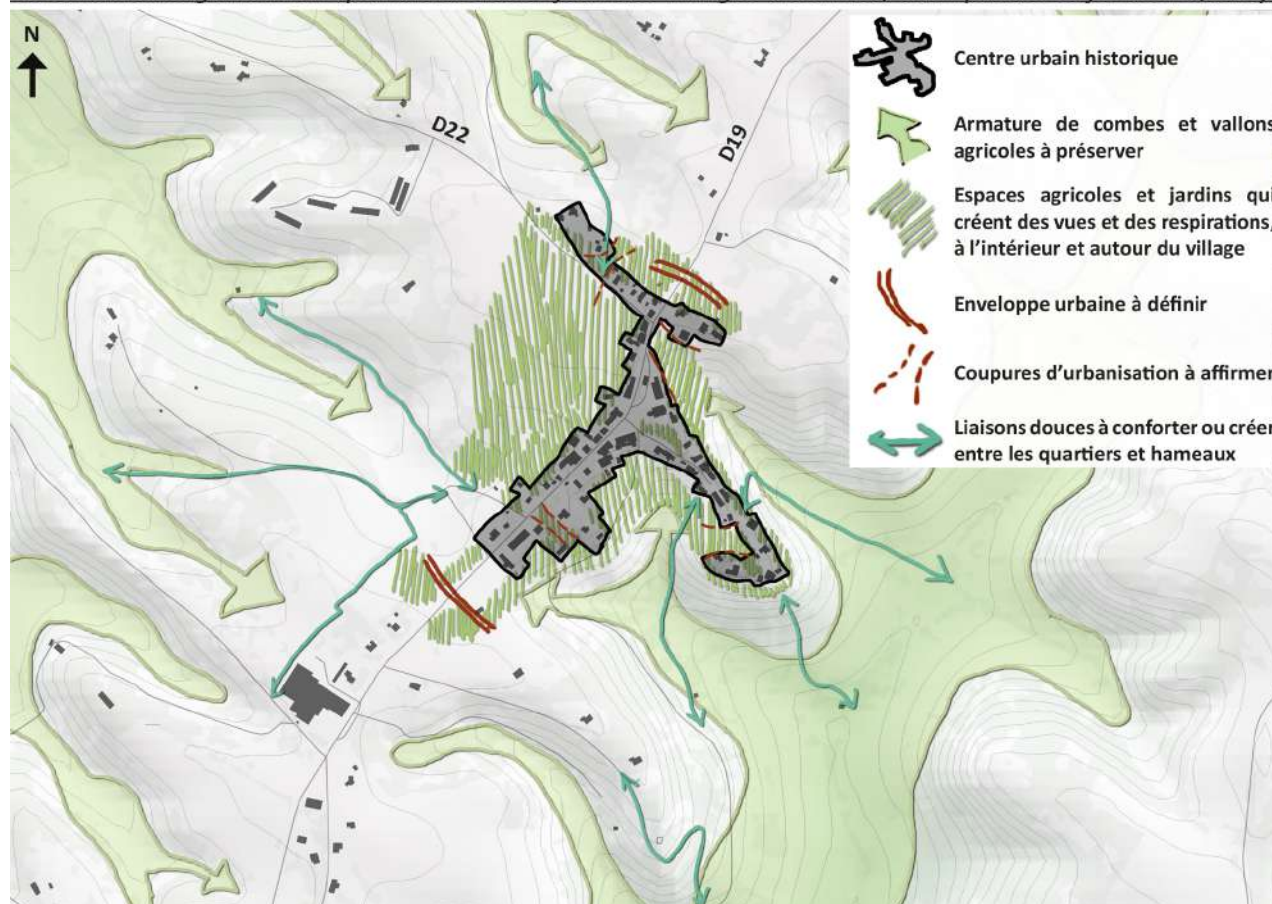 N
D22
D19
Centre urbain historique
Armature de combes et vallons
agricoles à préserver
Espaces agricoles et jardins qui
créent des vues et des respirations,
à l'intérieur et autour du village
Enveloppe urbaine à définir
Coupures d'urbanisation à affirmer
Liaisons douces à conforter ou créer
entre les quartiers et hameaux